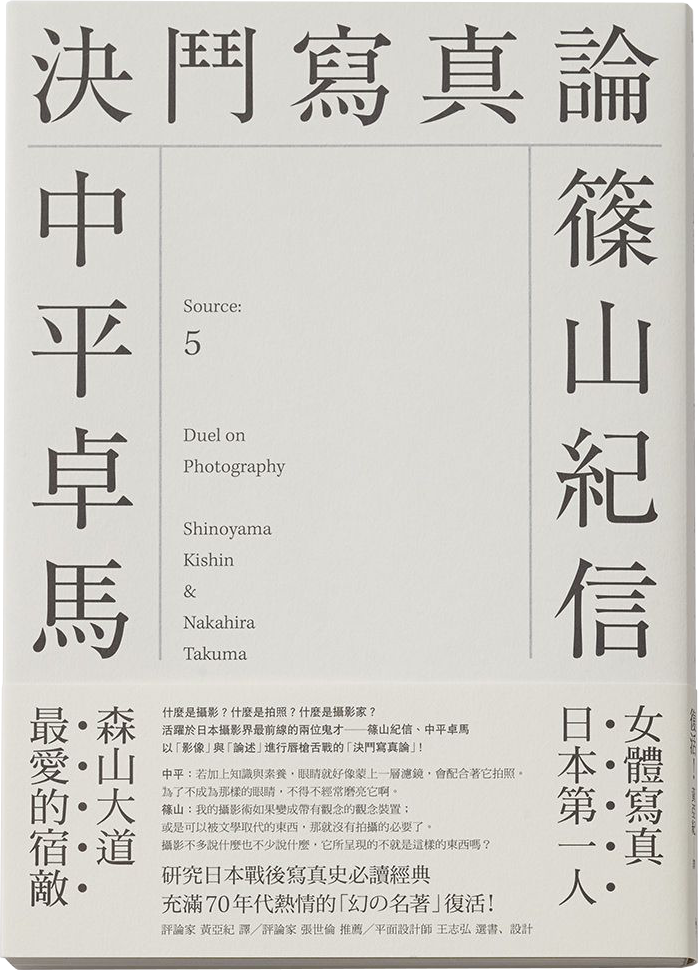 決鬥寫真論
篠山紀信
中平卓馬
Source:
5
Duel on
Photography
Shinoyama
Kishin
&
Nakahira
Takuma
女體寫真
日本第一人
什麼是攝影？什麼是拍照？什麼是攝影家？
活躍於日本攝影界最前線的兩位鬼才——篠山紀信、中平卓馬
以「影像」與「論述」進行唇槍舌戰的「決鬥寫真論」！
中平：若加上知識與素養，眼睛就好像蒙上一層濾鏡，會配合著它拍照。
為了不成為那樣的眼睛，不得不經常磨亮它啊。
篠山：我的攝影術如果變成帶有觀念的觀念裝置；
或是可以被文學取代的東西，那就沒有拍攝的必要了。
攝影不多說什麼也不少說什麼，它所呈現的不就是這樣的東西嗎？
研究日本戰後寫真史必讀經典
充滿70年代熱情的「幻の名著」復活！
評論家 黃亞紀 譯／評論家 張世倫 推薦／平面設計師 王志弘 選書、設計
森山大道
最愛的宿敵